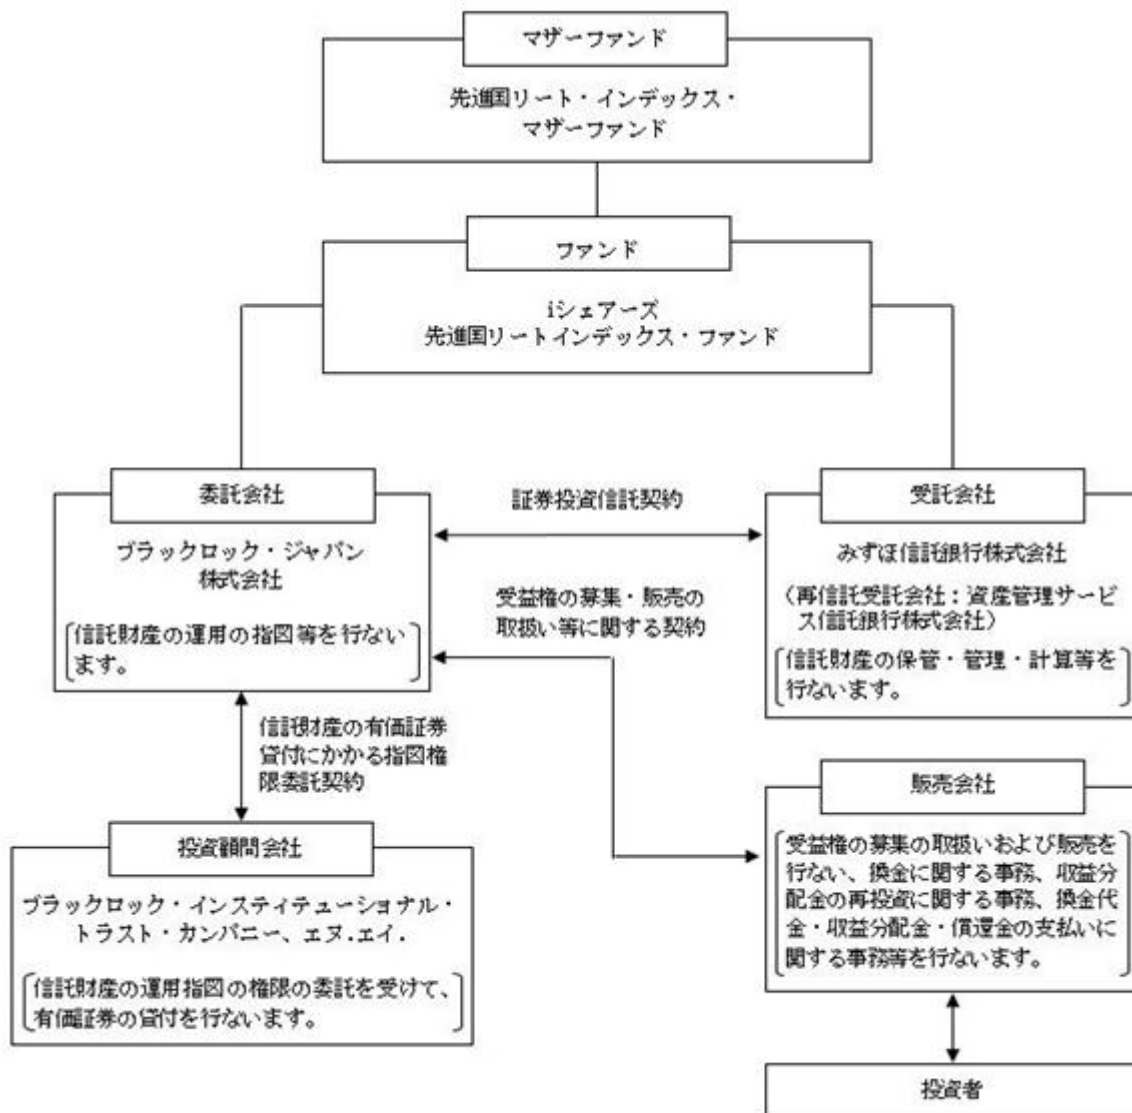 マザーファンド
先進国リート・インデックス・
マザーファンド
ファンド
iシェアーズ
先進国リートインデックス・ファンド
委託会社
ブラックロック・ジャパン
株式会社
信託財産の運用の指図等を行ない
ます。
証券投資信託契約
受益権の募集・販売の
取扱い等に関する契約
受託会社
みずほ信託銀行株式会社
(再信託受託会社:資産管理サービ
ス信託銀行株式会社)
信託財産の保管・管理・計算等を
行ないます。
信託財産の有価証券
貸付にかかる指図権
限委託契約
販売会社
受益権の募集の取扱いおよび販売を
行ない、換金に関する事務、収益分
配金の再投資に関する事務、換金代
金・収益分配金・償還金の支払いに
関する事務等を行ないます。
投資顧問会社
ブラックロック・インスティテューショナル・
トラスト・カンパニー、エヌ.エイ.
信託財産の運用指図の権限の委託を受けて、
有価証券の貸付を行ないます。
投資者